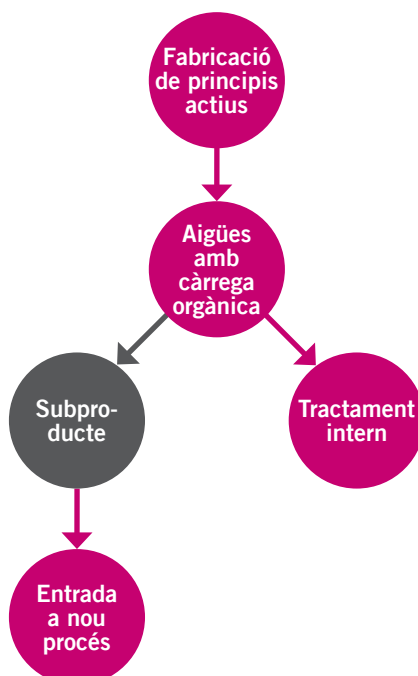 Fabricació
de principis
actius
Aigües
amb
càrrega
orgànica
Subpro-
ducte
Tractament
intern
Entrada
a nou
procés